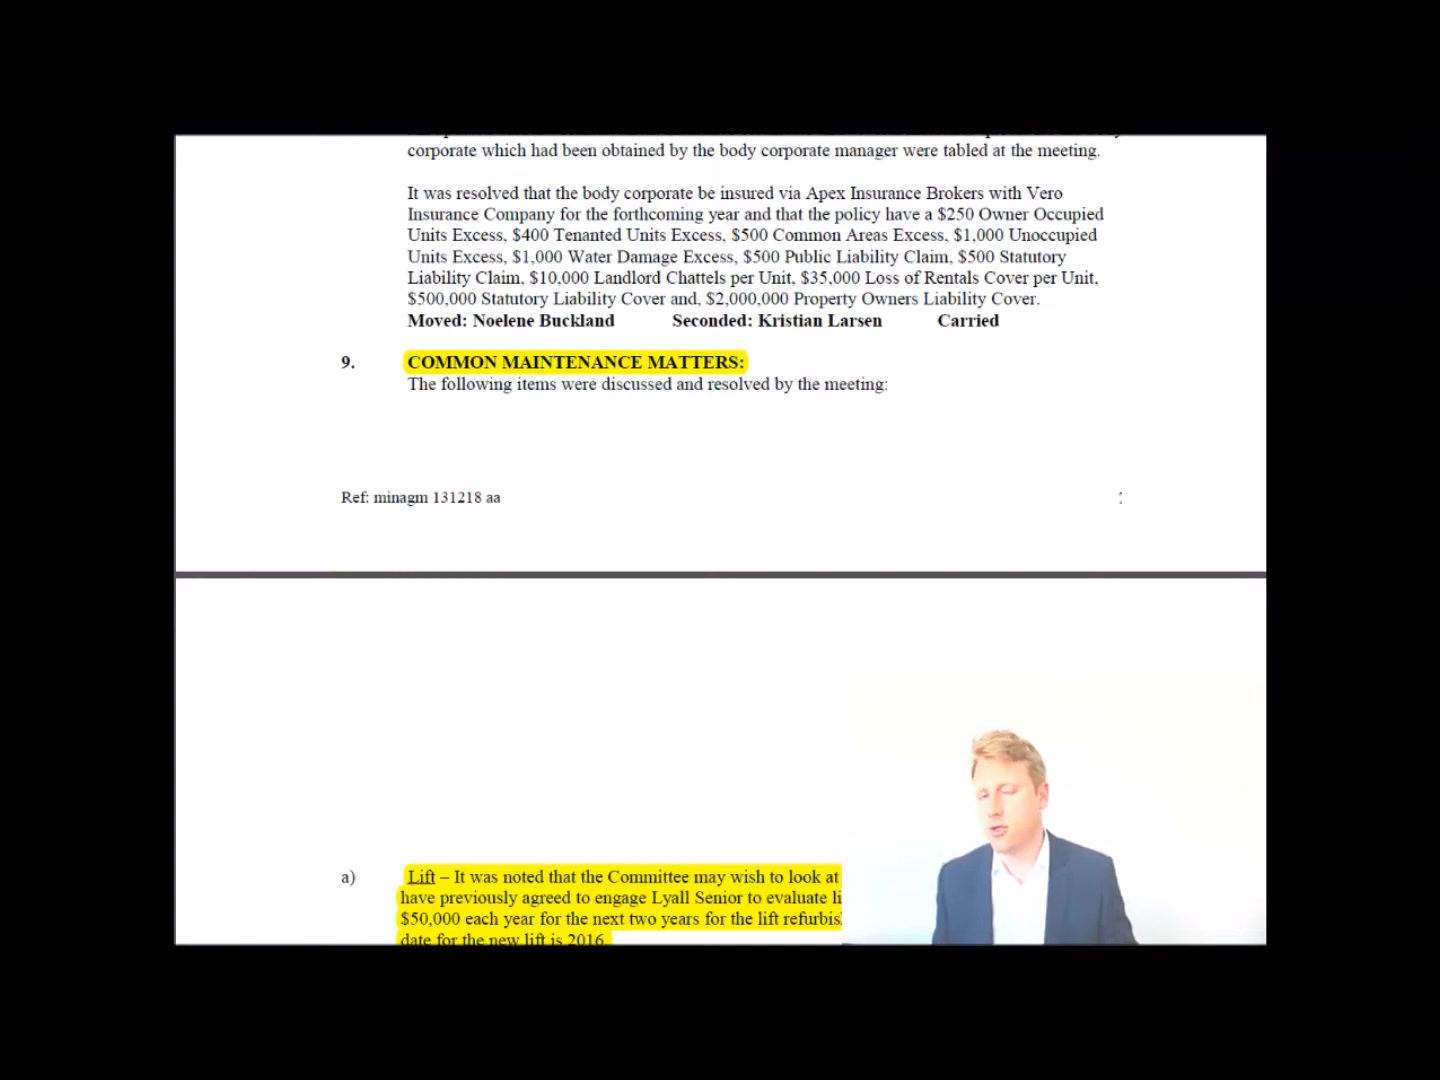 corporate which had been obtained by the body corporate manager were tabled at the meeting.
It was resolved that the body corporate be insured via Apex Insurance Brokers with Vero
Insurance Company for the forthcoming year and that the policy have a $250 Owner Occupied
Units Excess, $400 Tenanted Units Excess, $500 Common Areas Excess, $1,000 Unoccupied
Units Excess, $1,000 Water Damage Excess, $500 Public Liability Claim, $500 Statutory
Liability Claim, $10,000 Landlord Chattels per Unit, $35,000 Loss of Rentals Cover per Unit,
$500,000 Statutory Liability Cover and, $2,000,000 Property Owners Liability Cover.
Moved: Noelene Buckland Seconded: Kristian Larsen Carried
9. COMMON MAINTENANCE MATTERS:
The following items were discussed and resolved by the meeting:
Ref: minagm 131218 aa
a) Lift – It was noted that the Committee may wish to look at
have previously agreed to engage Lyall Senior to evaluate
$50,000 each year for the next two years for the lift
date for the new lift is 2016.